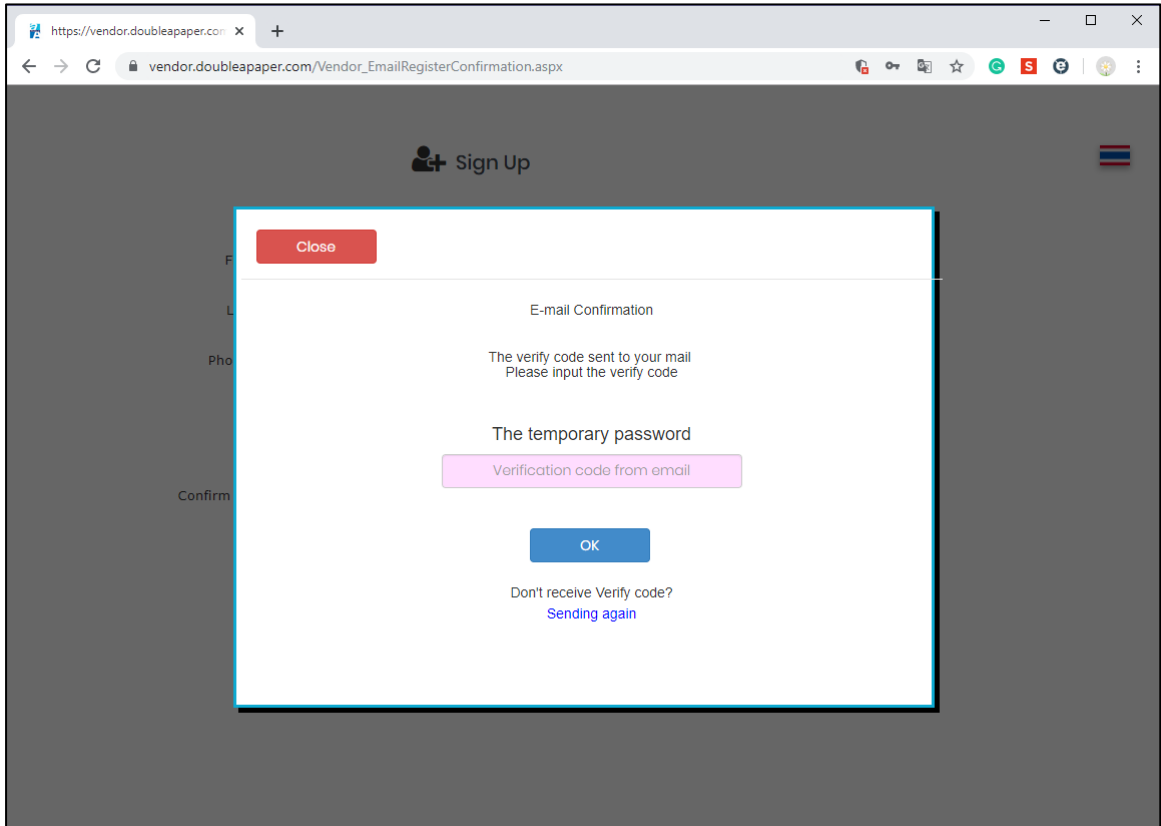 https://vendor.doubleapaper.con
vendor.doubleapaper.com/Vendor_EmailRegisterConfirmation.aspx
Sign Up
Close
F
L
Pho
Confirm
E-mail Confirmation
The verify code sent to your mail
Please input the verify code
The temporary password
Verification code from email
OK
Don't receive Verify code?
Sending again